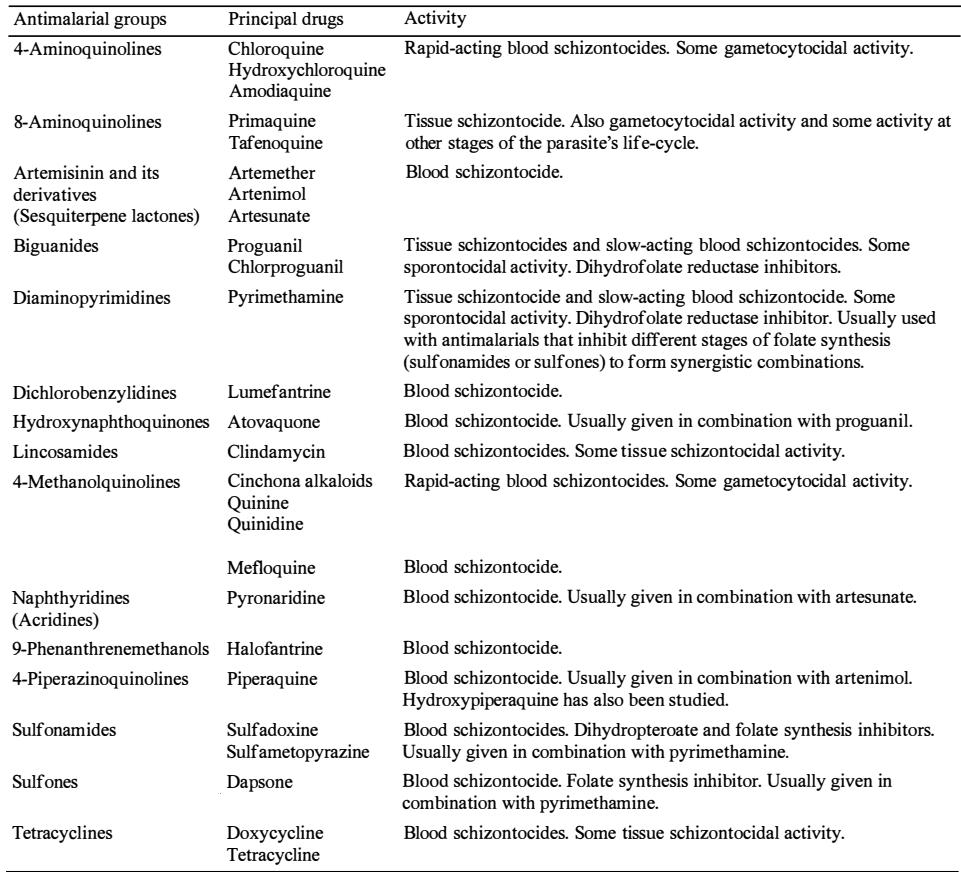 Antimalarial groups Principal drugs Activity
4-Aminoquinolines Chloroquine Rapid-acting blood schizontocides. Some gametocytocidal activity.
Hydroxychloroquine
Amodiaquine
8-Aminoquinolines Primaquine Tissue schizontocide. Also gametocytocidal activity and some activity at
Tafenoquine other stages of the parasite's life-cycle.
Artemisinin and its Artemether Blood schizontocide.
derivatives Artenimol
(Sesquiterpene lactones) Artesunate
Biguanides Proguanil Tissue schizontocides and slow-acting blood schizontocides. Some
Chlorproguanil sporontocidal activity. Dihydrofolate reductase inhibitors.
Diaminopyrimidines Pyrimethamine Tissue schizontocide and slow-acting blood schizontocide. Some
sporontocidal activity. Dihydrofolate reductase inhibitor. Usually used
with antimalarials that inhibit different stages of folate synthesis
(sulfonamides or sulfones) to form synergistic combinations.
Dichlorobenzylidines Lumefantrine Blood schizontocide.
Hydroxynaphthoquinones Atovaquone Blood schizontocide. Usually given in combination with proguanil.
Lincosamides Clindamycin Blood schizontocides. Some tissue schizontocidal activity.
4-Methanolquinolines Cinchona alkaloids Rapid-acting blood schizontocides. Some gametocytocidal activity.
Quinine
Quinidine
Mefloquine Blood schizontocide.
Naphthyridines Pyronaridine Blood schizontocide. Usually given in combination with artesunate.
(Acridines)
9-Phenanthrenemethanols Halofantrine Blood schizontocide.
4-Piperazinoquinolines Piperaquine Blood schizontocide. Usually given in combination with artenimol.
Hydroxypiperaquine has also been studied.
Sulfonamides Sulfadoxine Blood schizontocides. Dihydropteroate and folate synthesis inhibitors.
Sulfametopyrazine Usually given in combination with pyrimethamine.
Sulfones Dapsone Blood schizontocide. Folate synthesis inhibitor. Usually given in
combination with pyrimethamine.
Tetracyclines Doxycycline Blood schizontocides. Some tissue schizontocidal activity.
Tetracycline